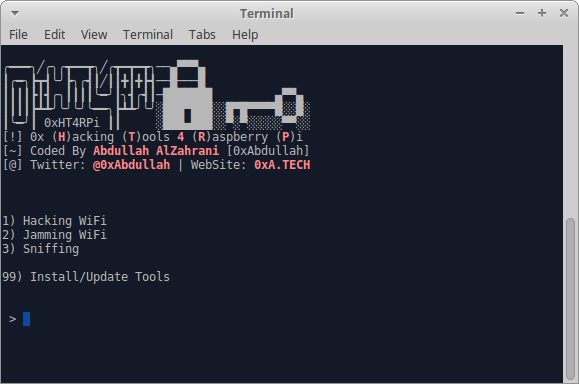 Terminal
File Edit View Terminal Tabs Help
0xHT4RPi
[!] 0x (H)acking (T)ools 4 (R)aspberry (P)i
[~] Coded By Abdullah AlZahrani [0xAbdullah]
[@] Twitter: @0xAbdullah | WebSite: 0xA.TECH
1) Hacking WiFi
2) Jamming WiFi
3) Sniffing
99) Install/Update Tools
>